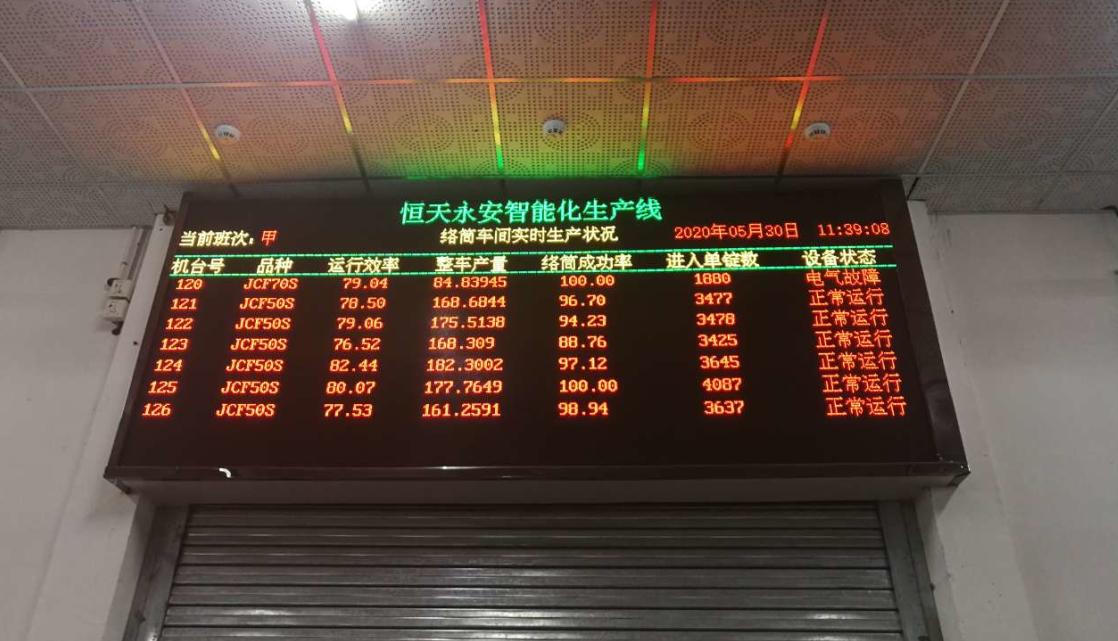 恒天永安智能化生产线
当前班次：甲 络筒车间实时生产状况 2020年05月30日 11:39:08
机台号 品种 运行效率 整车产量 络筒成功率 进入单锭数 设备状态
120 JCF70S 79.04 84.83945 100.00 1880 电气故障
121 JCF50S 78.50 168.6844 96.70 3477 正常运行
122 JCF50S 79.06 175.5138 94.23 3478 正常运行
123 JCF50S 76.52 168.309 88.76 3425 正常运行
124 JCF50S 82.44 182.3002 97.12 3645 正常运行
125 JCF50S 80.07 177.7649 100.00 4087 正常运行
126 JCF50S 77.53 161.2591 98.94 3637 正常运行